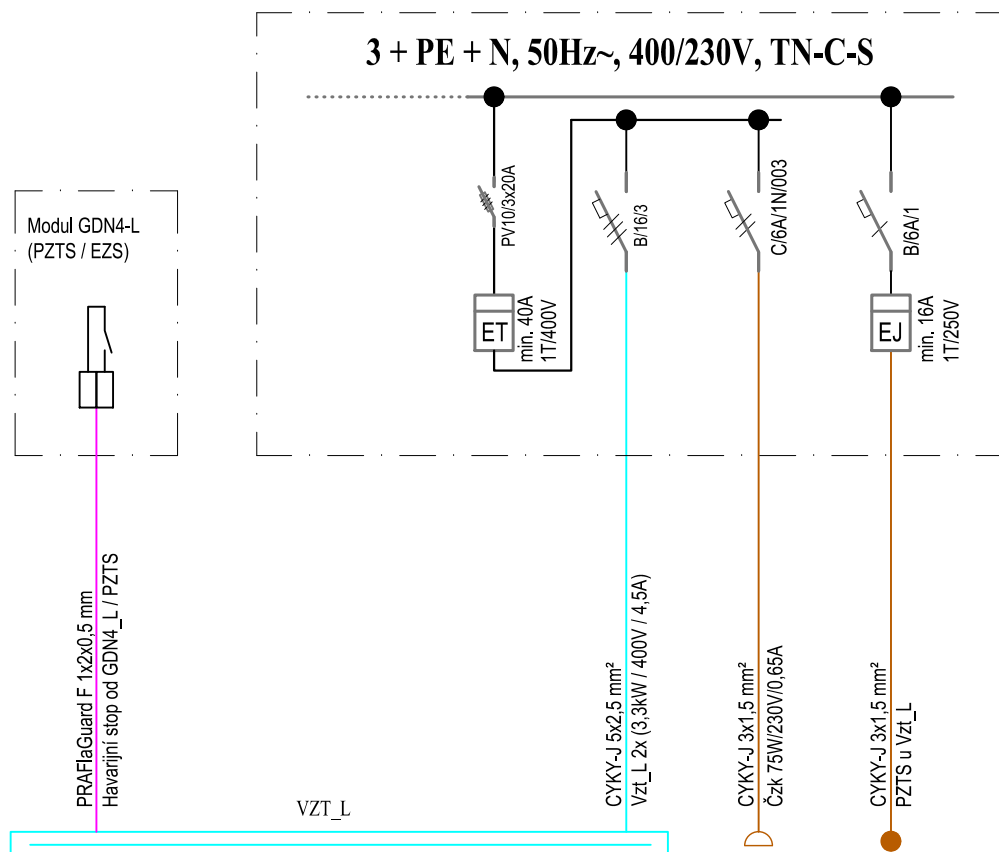 3 + PE + N, 50Hz~, 400/230V, TN-C-S
Modul GDN4-L
(PZTS / EZS)
PV10/3x20A
B/16/3
C/6A/1N/003
B/6A/1
ET
min. 40A
1T/400V
EJ
min. 16A
1T/250V
PRAFlaGuard F 1x2x0,5 mm
Havarijní stop od GDN4_L / PZTS
CYKY-J 5x2,5 mm²
Vzt_L 2x (3,3kW / 400V / 4,5A)
CYKY-J 3x1,5 mm²
Čzk 75W/230V/0,65A
CYKY-J 3x1,5 mm²
PZTS u Vzt_L
VZT_L